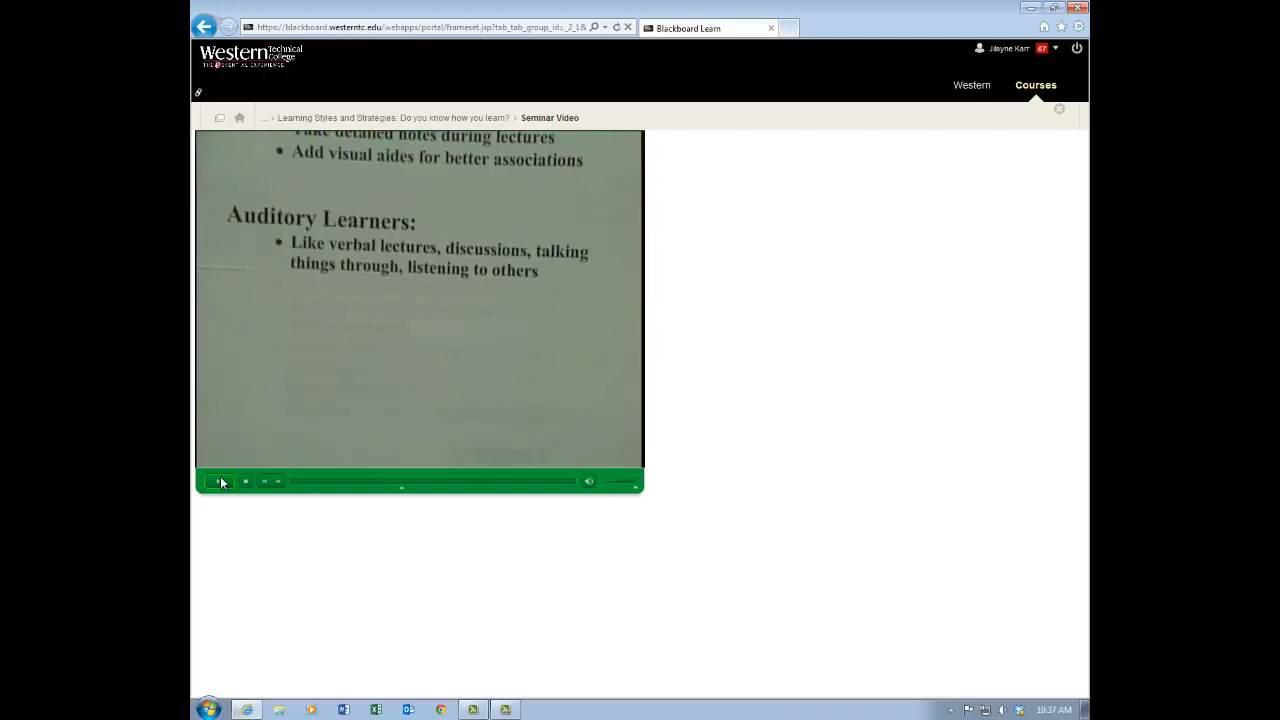 https://blackboard.westerntc.edu/webapps/portal/frameset.jsp?tab_tab_group_id=_2_1&
Blackboard Learn
Western Technical College
THE ESSENTIAL EXPERIENCE
Jilayne Karr 67
Western Courses
... > Learning Styles and Strategies: Do you know how you learn? > Seminar Video
Take detailed notes during lectures
• Add visual aides for better associations
Auditory Learners:
• Like verbal lectures, discussions, talking
things through, listening to others
10:37 AM